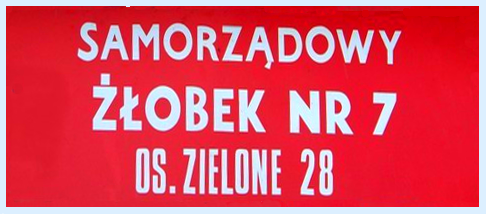 SAMORZĄDOWY
ŻŁOBEK NR 7
OS. ZIELONE 28